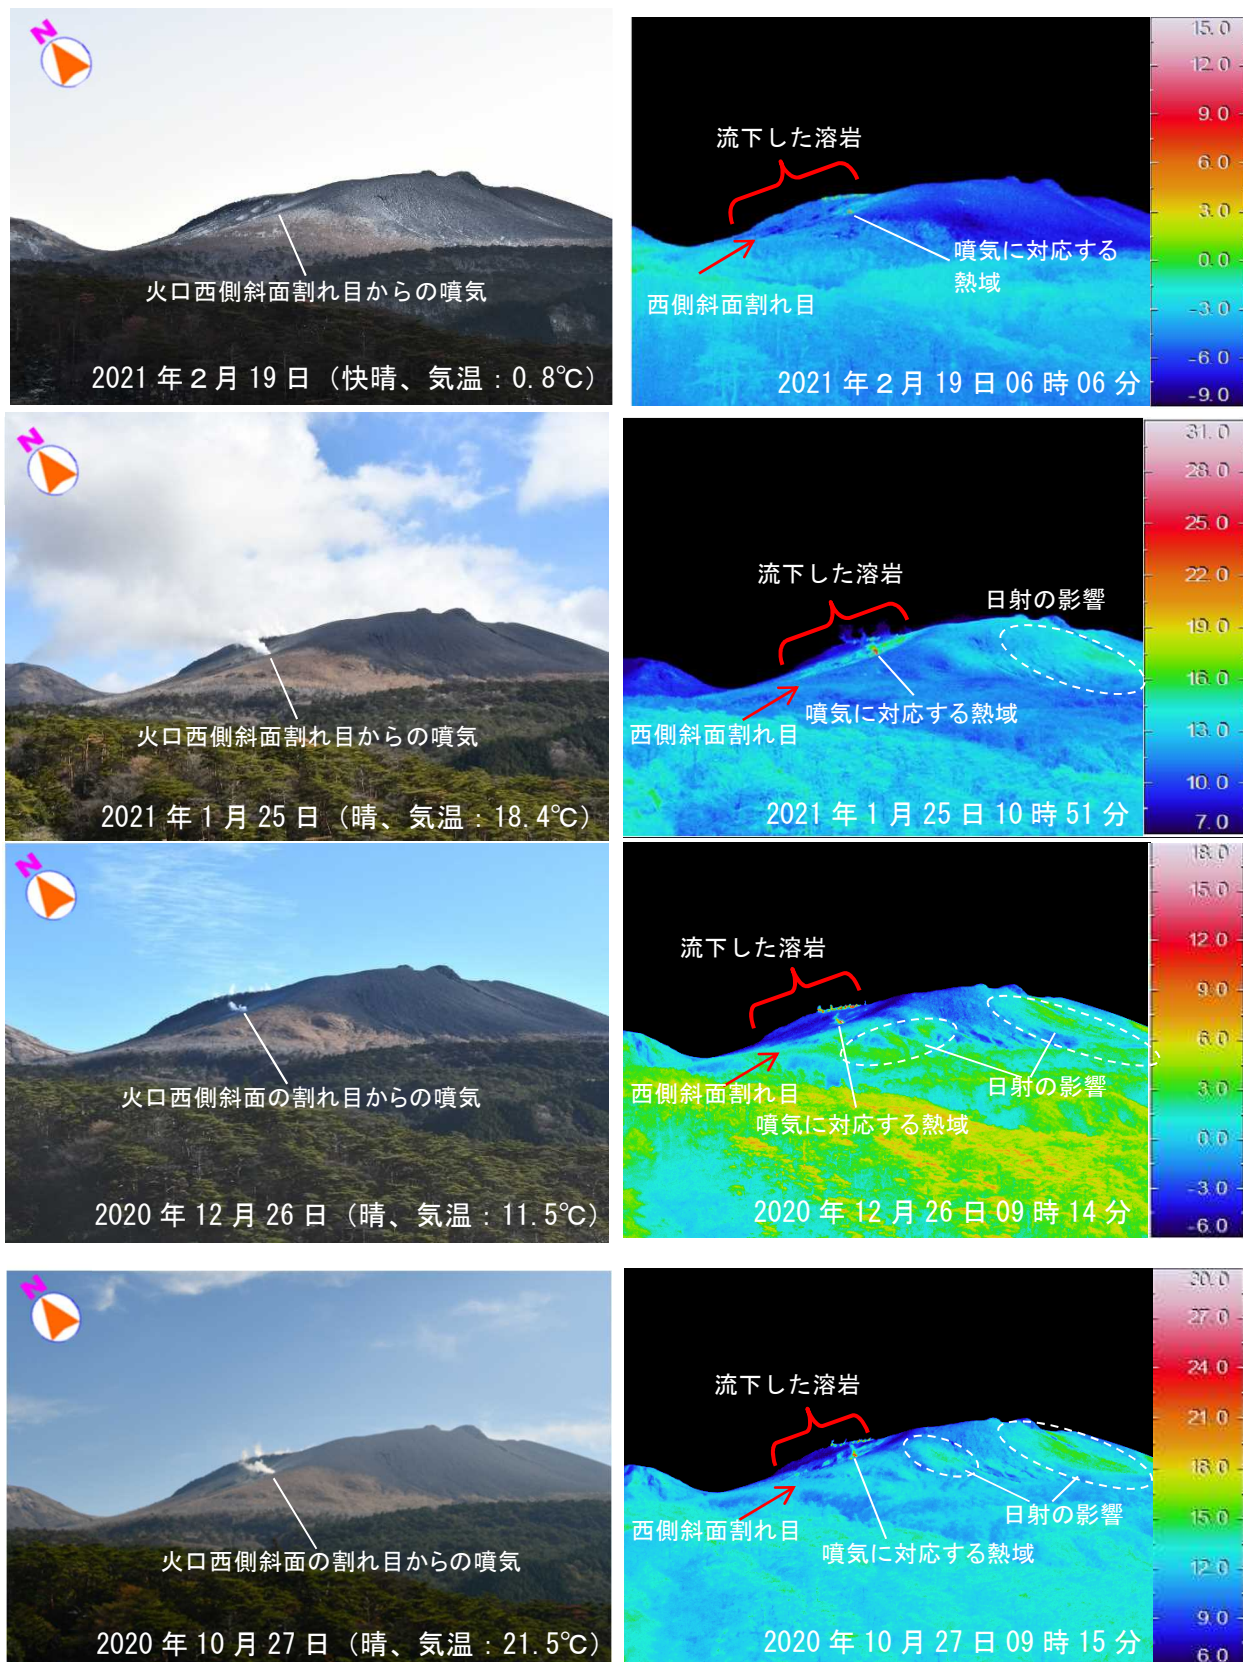 N
火口西側斜面割れ目からの噴気
2021 年 2 月 19 日（快晴、気温：0.8℃）
流下した溶岩
噴気に対応する
熱域
西側斜面割れ目
2021 年 2 月 19 日 06 時 06 分
15.0
12.0
9.0
6.0
3.0
0.0
-3.0
-6.0
-9.0
N
火口西側斜面割れ目からの噴気
2021 年 1 月 25 日（晴、気温：18.4℃）
流下した溶岩
日射の影響
噴気に対応する熱域
西側斜面割れ目
2021 年 1 月 25 日 10 時 51 分
31.0
28.0
25.0
22.0
19.0
16.0
13.0
10.0
7.0
N
火口西側斜面の割れ目からの噴気
2020 年 12 月 26 日（晴、気温：11.5℃）
流下した溶岩
西側斜面割れ目
日射の影響
噴気に対応する熱域
2020 年 12 月 26 日 09 時 14 分
18.0
15.0
12.0
9.0
6.0
3.0
0.0
-3.0
-6.0
N
火口西側斜面の割れ目からの噴気
2020 年 10 月 27 日（晴、気温：21.5℃）
流下した溶岩
日射の影響
西側斜面割れ目
噴気に対応する熱域
2020 年 10 月 27 日 09 時 15 分
30.0
27.0
24.0
21.0
18.0
15.0
12.0
9.0
6.0